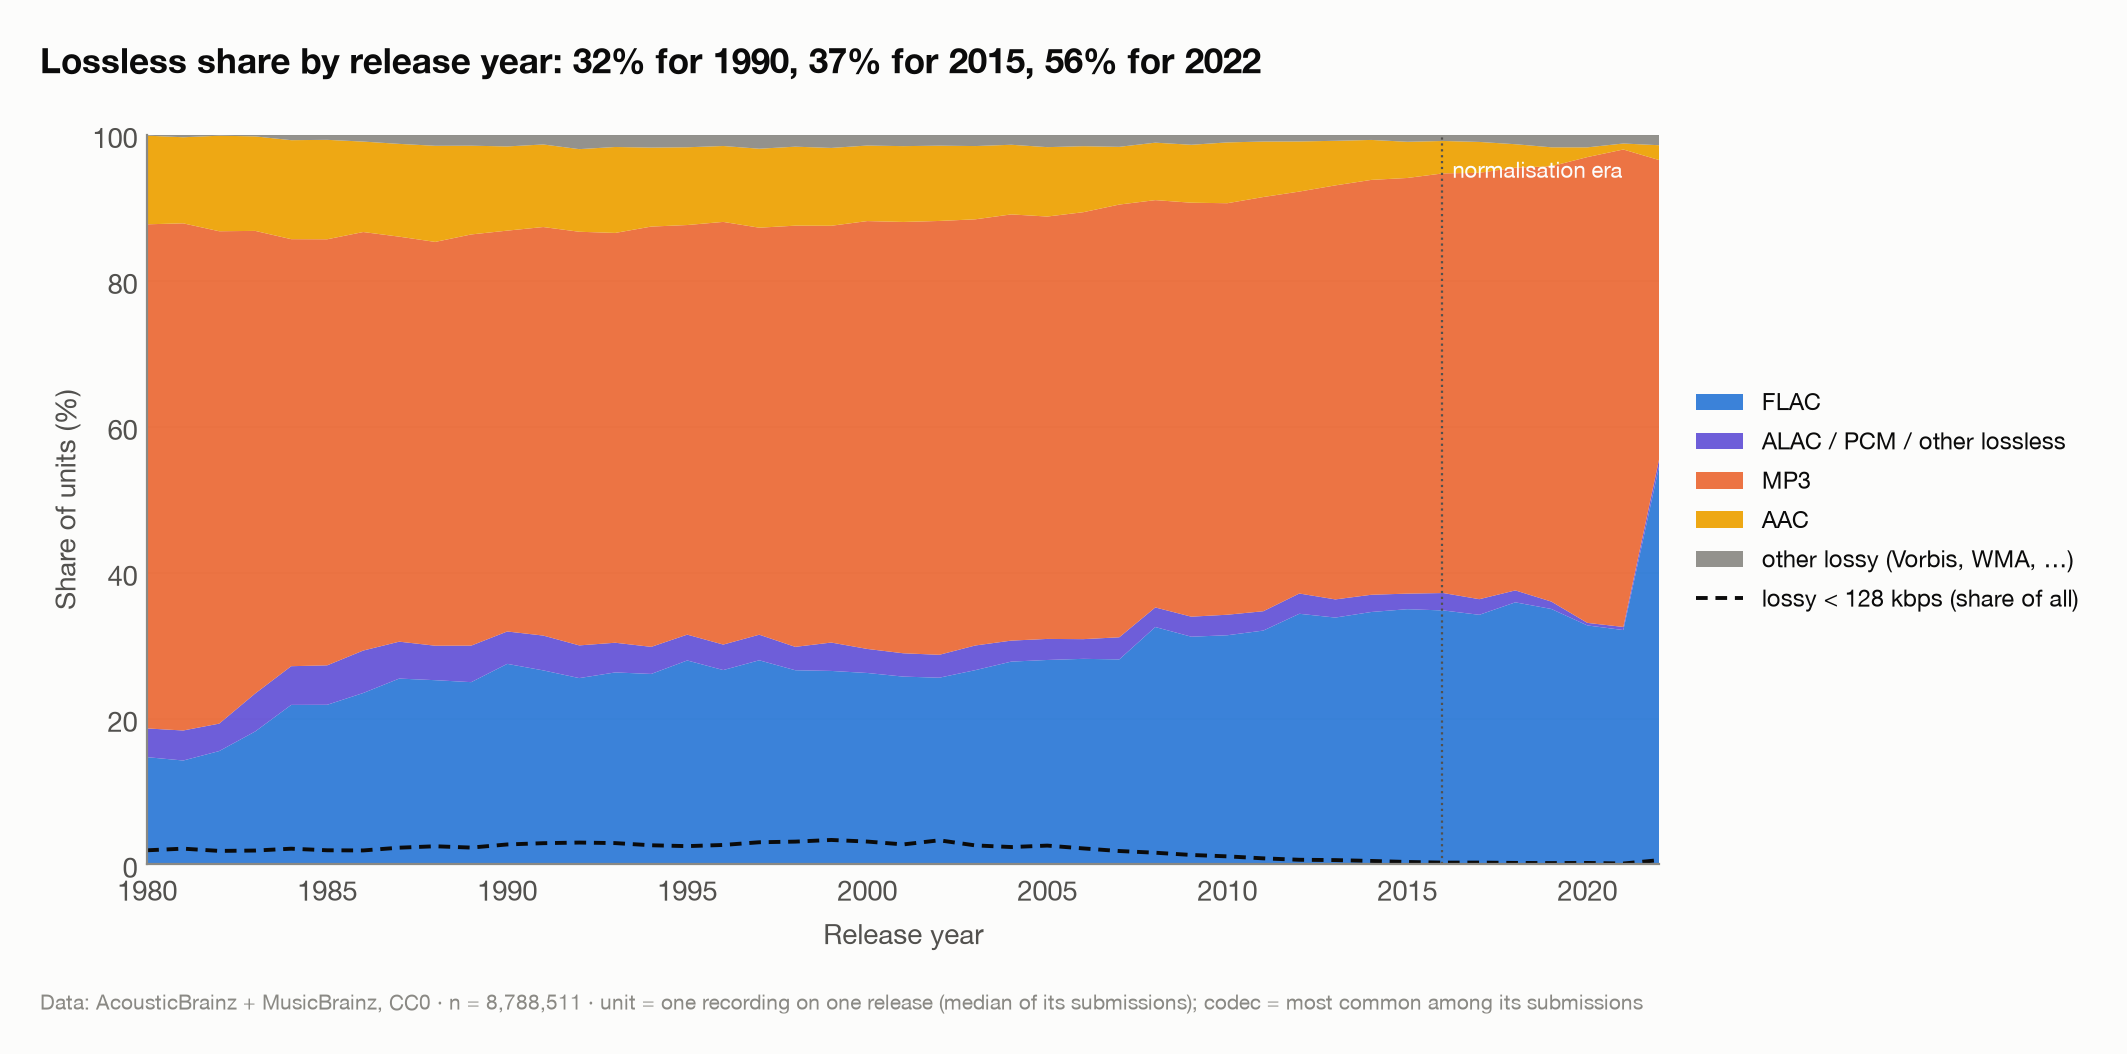 Lossless share by release year: 32% for 1990, 37% for 2015, 56% for 2022
100
80
60
40
20
0
Share of units (%)
normalisation era
1980 1985 1990 1995 2000 2005 2010 2015 2020
Release year
FLAC
ALAC / PCM / other lossless
MP3
AAC
other lossy (Vorbis, WMA, …)
lossy < 128 kbps (share of all)
Data: AcousticBrainz + MusicBrainz, CC0 · n = 8,788,511 · unit = one recording on one release (median of its submissions); codec = most common among its submissions